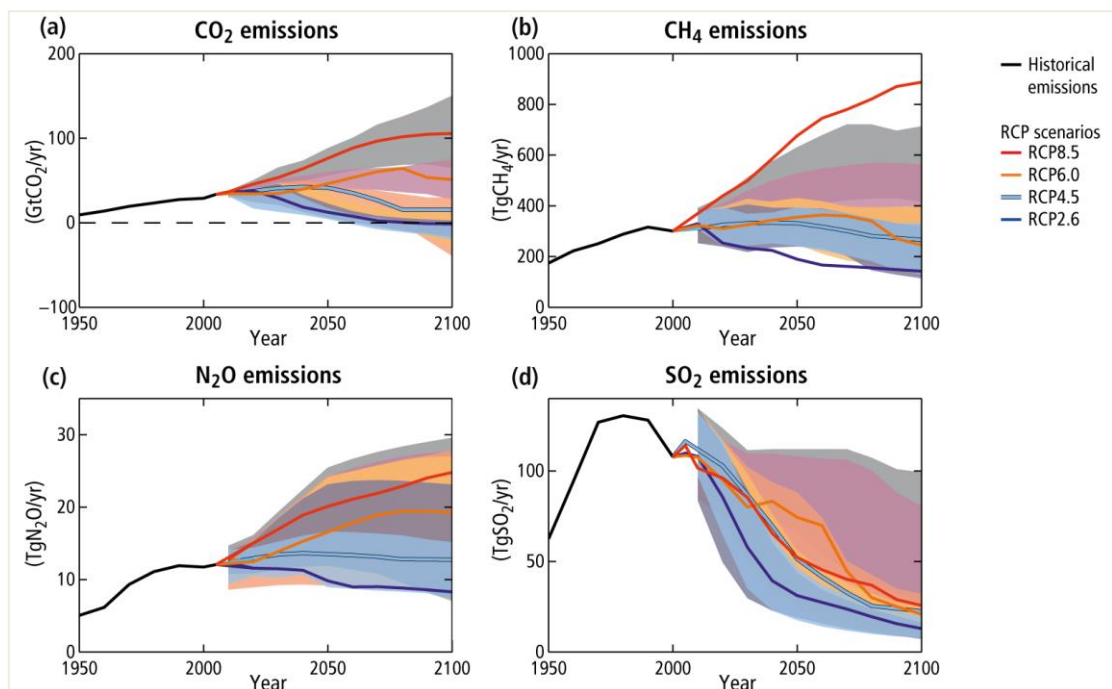 (a)
CO₂ emissions
(GtCO₂/yr)
200
100
0
−100
1950
2000
2050
2100
Year
(b)
CH₄ emissions
(TgCH₄/yr)
1000
800
600
400
200
0
1950
2000
2050
2100
Year
Historical
emissions
RCP scenarios
RCP8.5
RCP6.0
RCP4.5
RCP2.6
(c)
N₂O emissions
(TgN₂O/yr)
30
20
10
0
1950
2000
2050
2100
Year
(d)
SO₂ emissions
(TgSO₂/yr)
100
50
0
1950
2000
2050
2100
Year